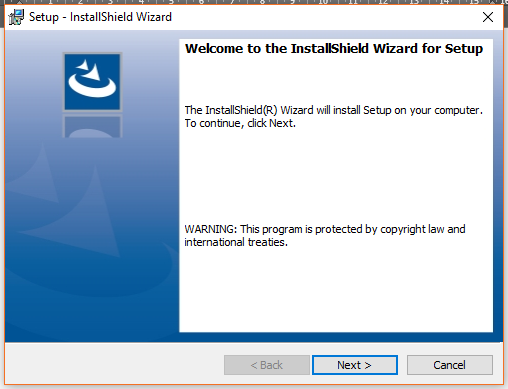 Setup - InstallShield Wizard
Welcome to the InstallShield Wizard for Setup
The InstallShield(R) Wizard will install Setup on your computer.
To continue, click Next.
WARNING: This program is protected by copyright law and
international treaties.
< Back
Next >
Cancel